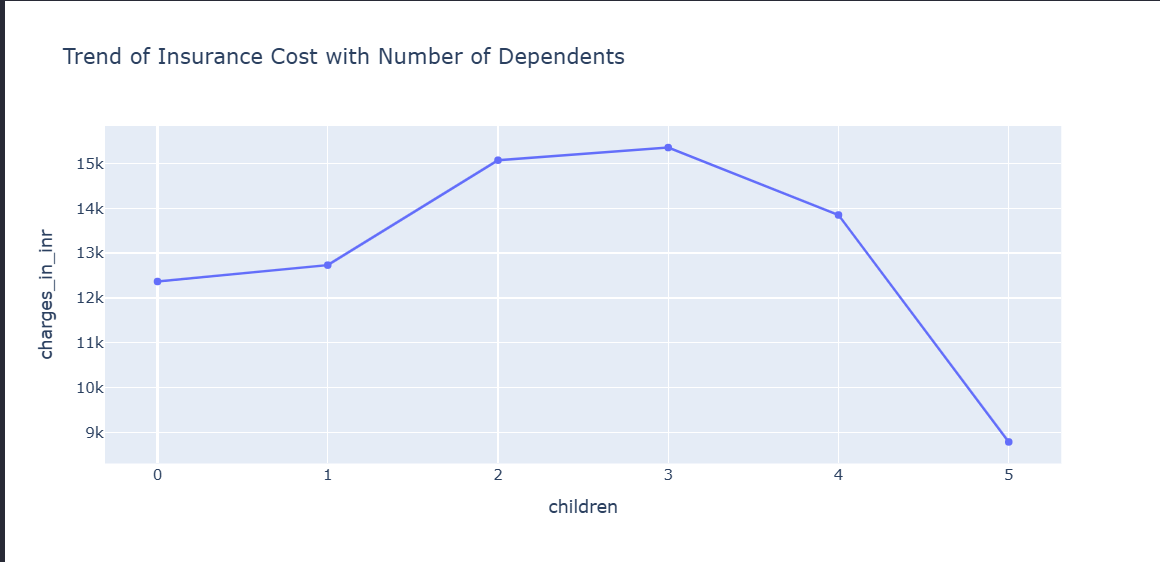 Trend of Insurance Cost with Number of Dependents
charges_in_inr
15k
14k
13k
12k
11k
10k
9k
0 1 2 3 4 5
children